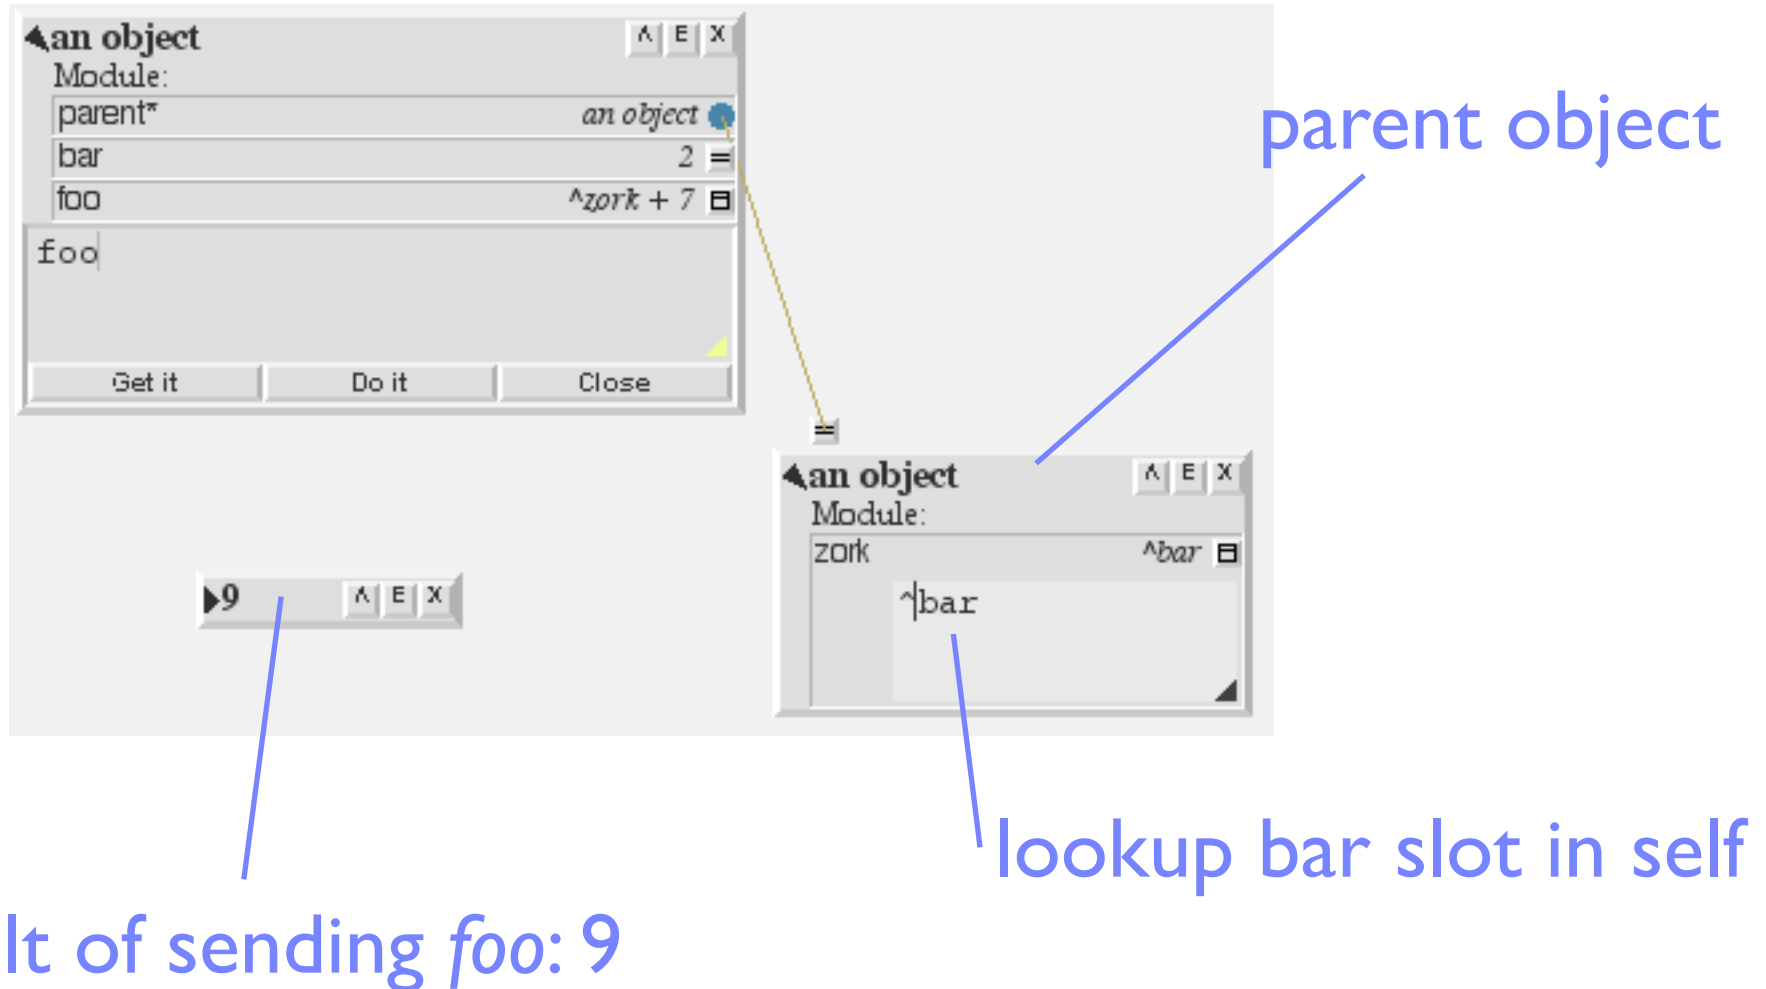 an object
Λ E X
Module:
parent* an object
bar 2 =
foo ^zork + 7
foo
Get it Do it Close
parent object
=
an object
Λ E X
Module:
zork ^bar
^bar
9 Λ E X
lookup bar slot in self
lt of sending foo: 9